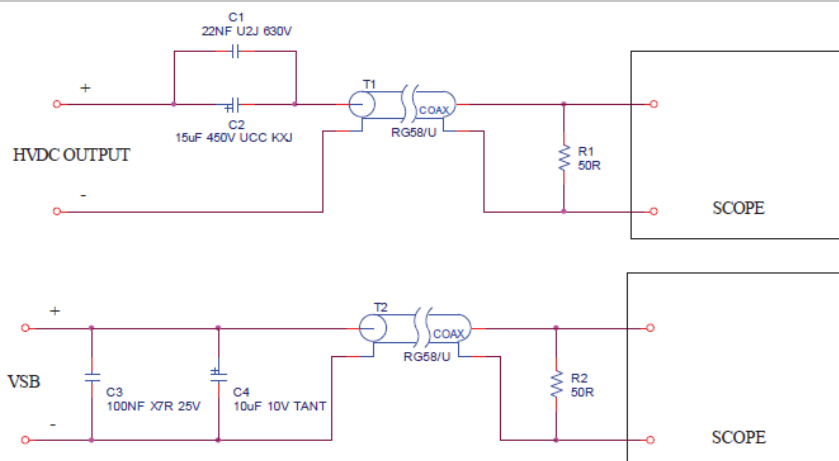 C1
22NF U2J 630V
+
T1
COAX
C2
15uF 450V UCC KXJ
RG58/U
HVDC OUTPUT
R1
50R
-
SCOPE
+
T2
COAX
RG58/U
VSB
C3
100NF X7R 25V
C4
10uF 10V TANT
R2
50R
-
SCOPE